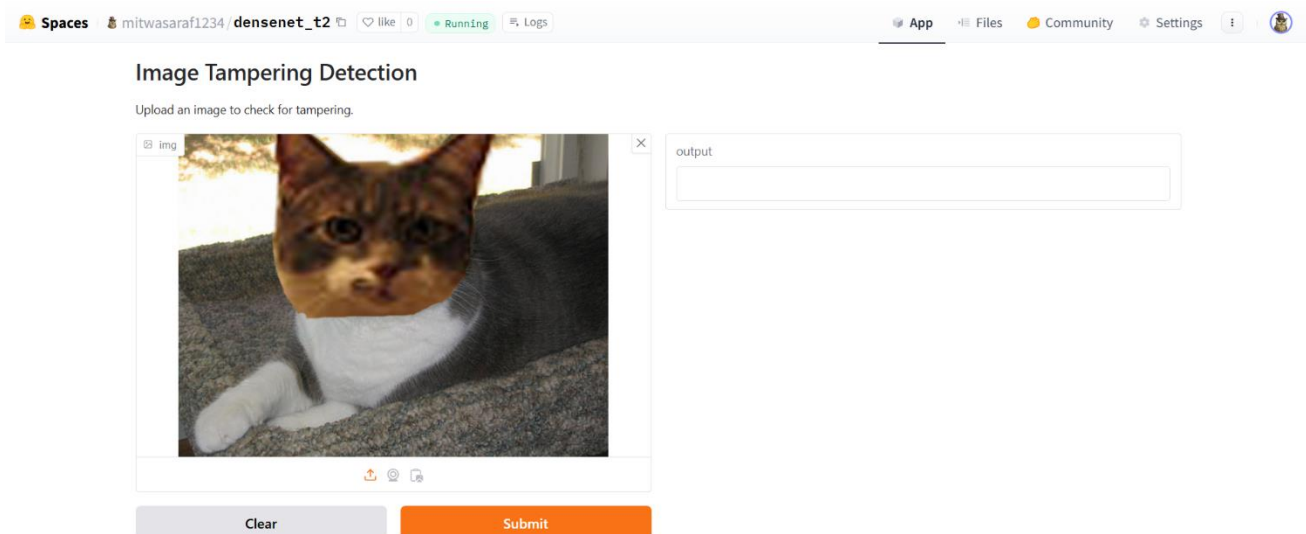 Spaces mitwasaraf1234/densenet_t2 like 0 Running Logs App Files Community Settings
Image Tampering Detection
Upload an image to check for tampering.
img
output
Clear Submit